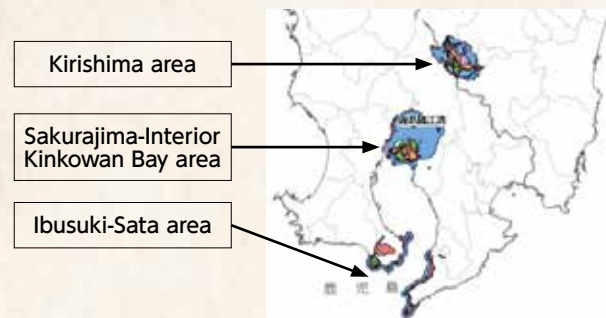 Kirishima area
Sakurajima-Interior
Kinkowan Bay area
Ibusuki-Sata area
鹿児島